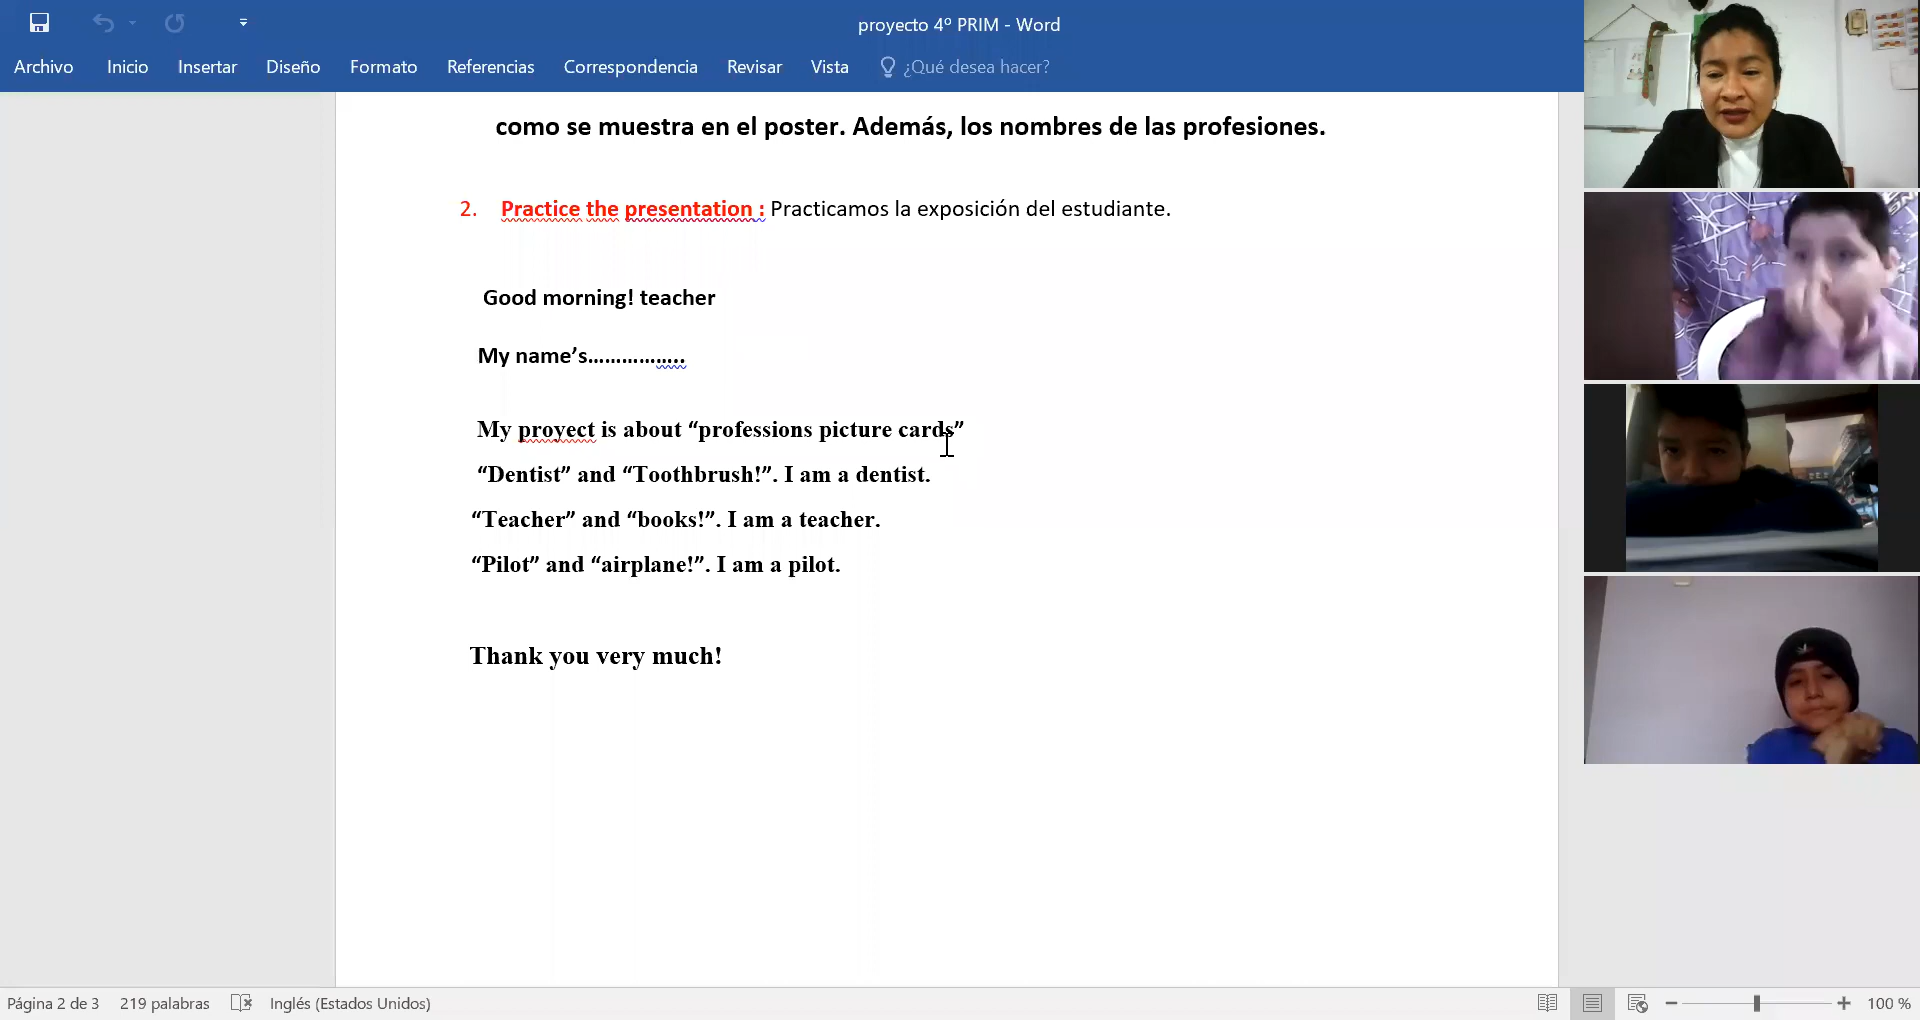 proyecto 4º PRIM - Word
Archivo Inicio Insertar Diseño Formato Referencias Correspondencia Revisar Vista ¿Qué desea hacer?
como se muestra en el poster. Además, los nombres de las profesiones.
2. Practice the presentation : Practicamos la exposición del estudiante.
Good morning! teacher
My name’s……………..
My proyect is about “professions picture cards”
“Dentist” and “Toothbrush!”. I am a dentist.
“Teacher” and “books!”. I am a teacher.
“Pilot” and “airplane!”. I am a pilot.
Thank you very much!
Página 2 de 3 219 palabras Inglés (Estados Unidos) 100 %